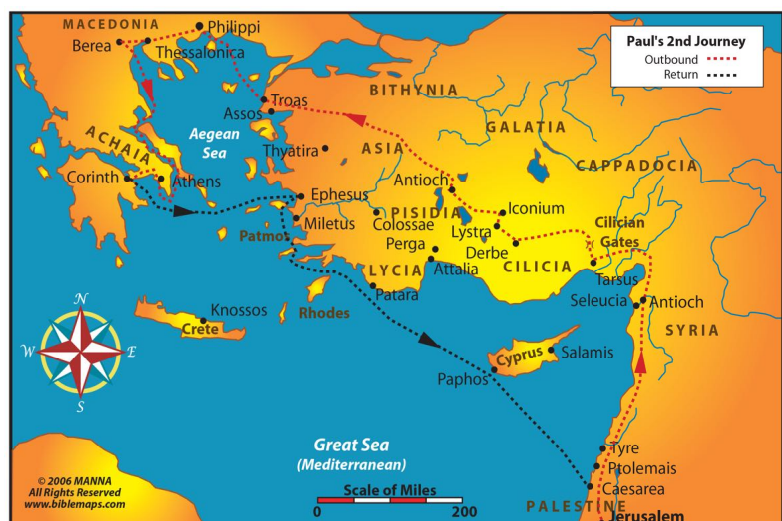 MACEDONIA
Philippi
Berea
Thessalonica
Paul's 2nd Journey
Outbound
Return
Troas
Assos
BITHYNIA
Aegean
Sea
GALATIA
ACHAIA
Thyatira
ASIA
CAPPADOCIA
Corinth
Athens
Antioch
Ephesus
Iconium
PISIDIA
Miletus
Colossae
Lystra
Cilician
Gates
Patmos
Perga
Derbe
LYCIA
Attalia
CILICIA
Tarsus
Patara
Seleucia
Antioch
Knossos
Rhodes
Crete
SYRIA
N
W
E
S
Cyprus
Salamis
Paphos
Great Sea
(Mediterranean)
Tyre
Ptolemais
Caesarea
© 2006 MANNA
All Rights Reserved
www.biblemaps.com
Scale of Miles
0
200
PALESTINE
Jerusalem